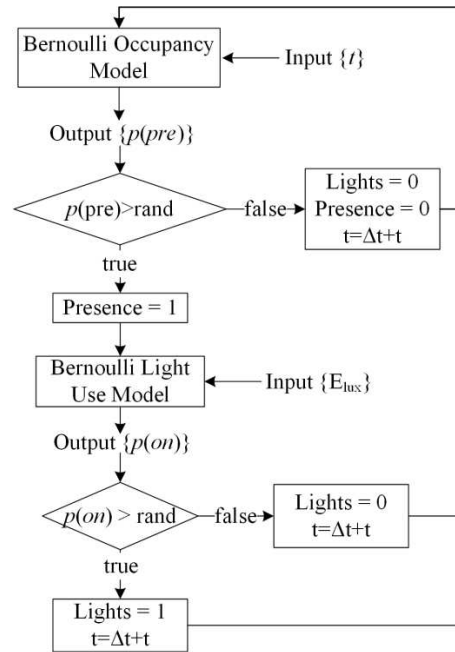 Bernoulli Occupancy
Model
Input {t}
Output {p(pre)}
p(pre)>rand
false
Lights = 0
Presence = 0
t=Δt+t
true
Presence = 1
Bernoulli Light
Use Model
Input {E_lux}
Output {p(on)}
p(on) > rand
false
Lights = 0
t=Δt+t
true
Lights = 1
t=Δt+t